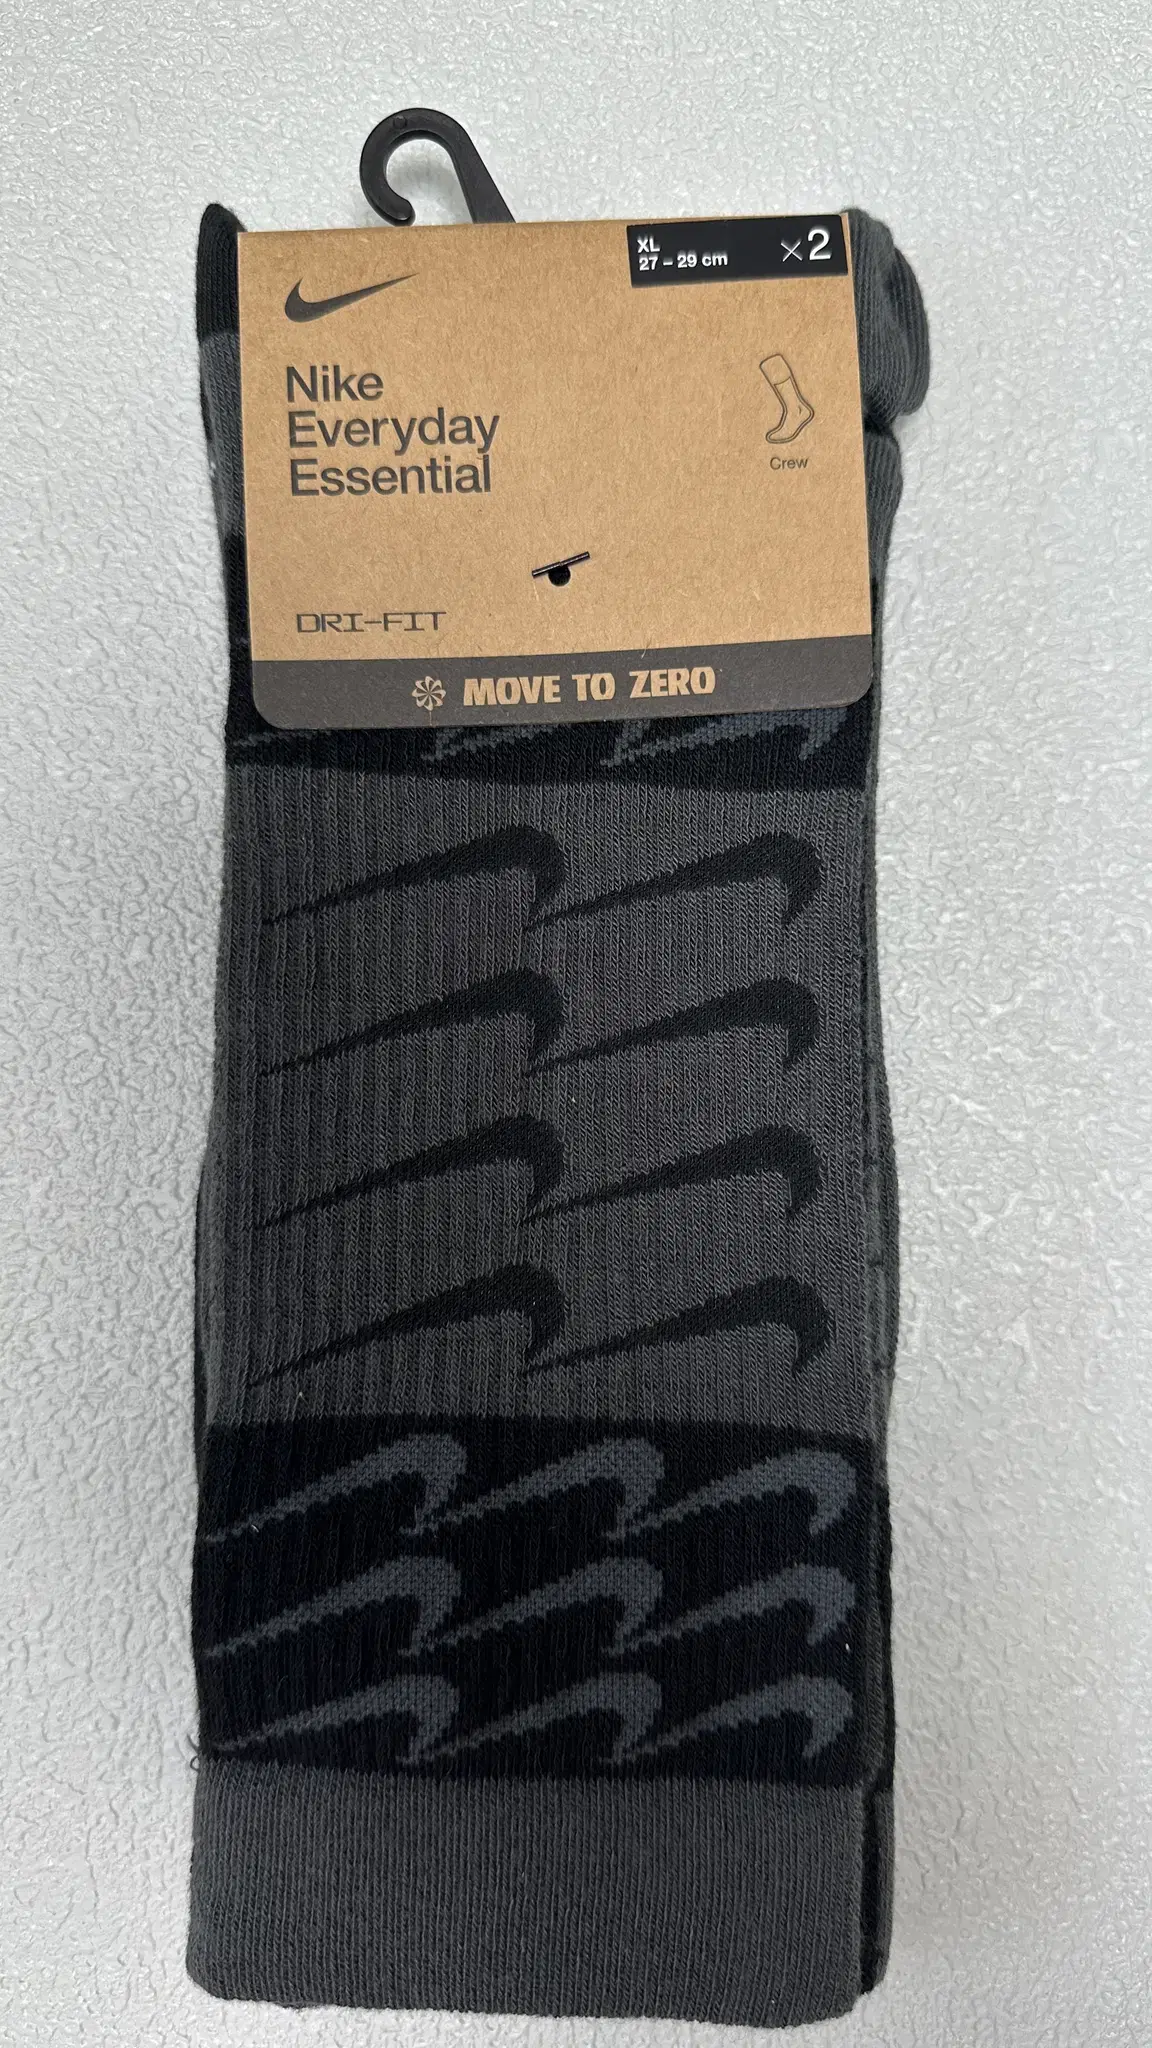 XL
27 – 29 cm
×2
Nike
Everyday
Essential
Crew
DRI-FIT
MOVE TO ZERO